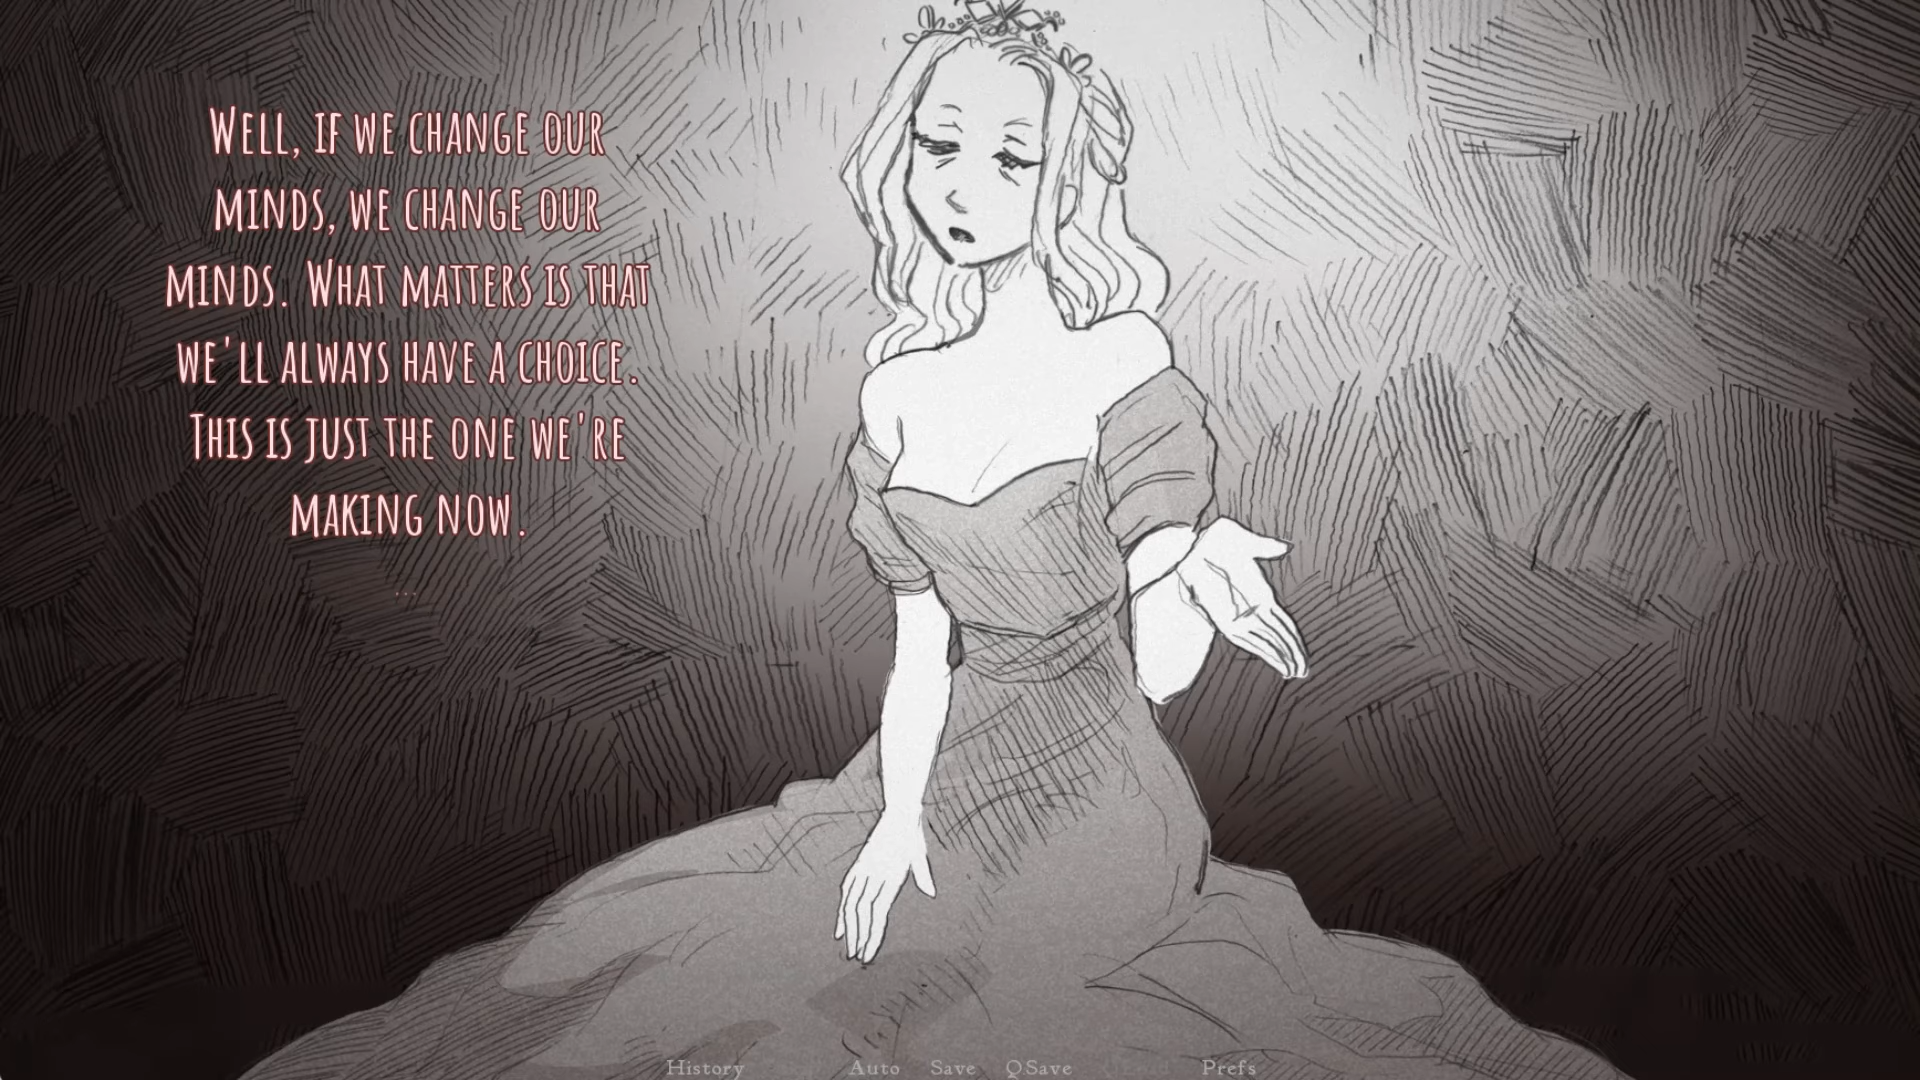 Well, if we change our
minds, we change our
minds. What matters is that
we'll always have a choice.
This is just the one we're
making now.
...
History Auto Save QSave Prefs